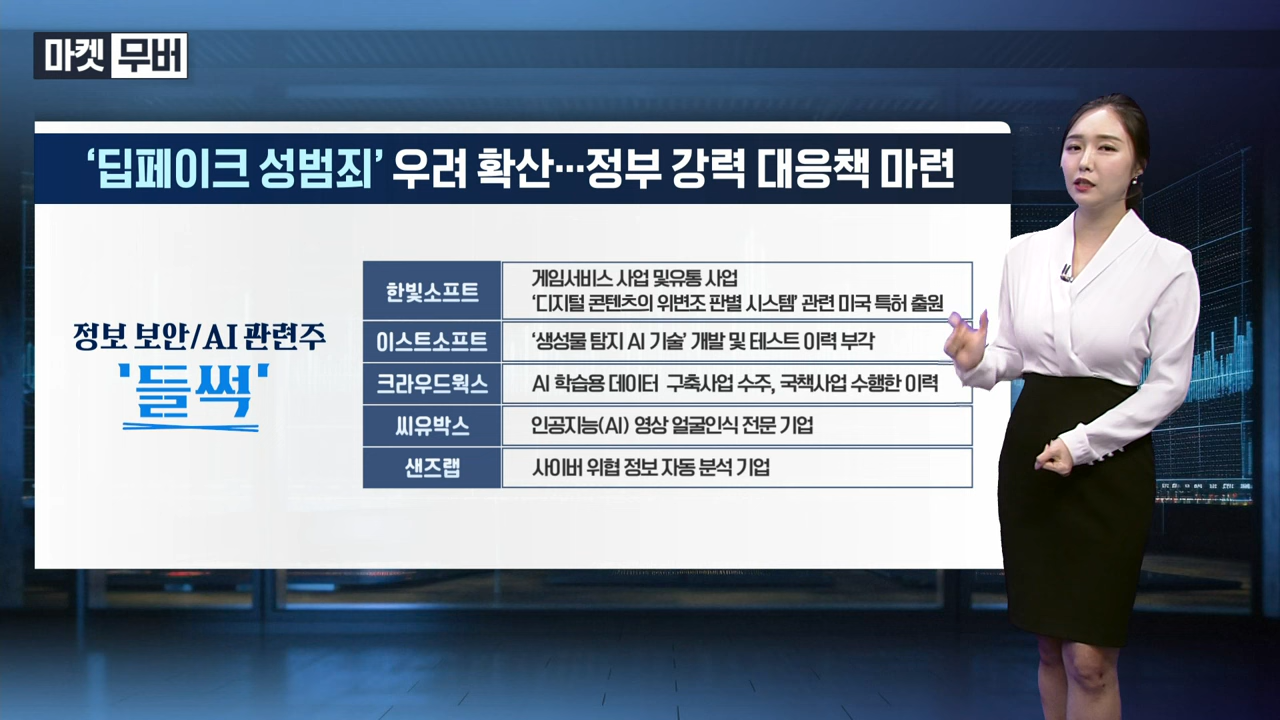 마켓 무버
‘딥페이크 성범죄’ 우려 확산…정부 강력 대응책 마련
정보 보안/AI 관련주
'들썩'
한빛소프트
게임서비스 사업 및유통 사업
‘디지털 콘텐츠의 위변조 판별 시스템’ 관련 미국 특허 출원
이스트소프트
‘생성물 탐지 AI 기술’ 개발 및 테스트 이력 부각
크라우드웍스
AI 학습용 데이터 구축사업 수주, 국책사업 수행한 이력
씨유박스
인공지능(AI) 영상 얼굴인식 전문 기업
샌즈랩
사이버 위협 정보 자동 분석 기업